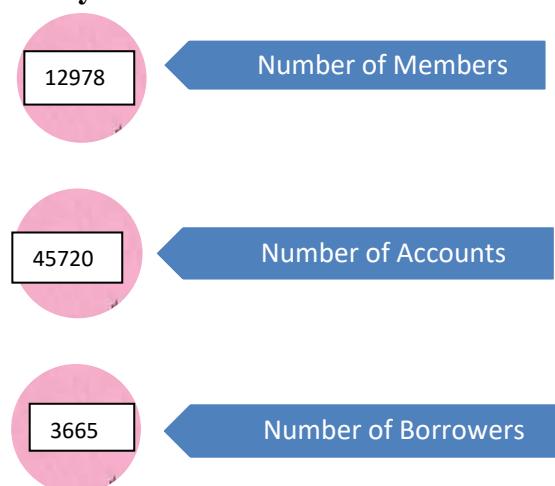 12978
Number of Members
45720
Number of Accounts
3665
Number of Borrowers